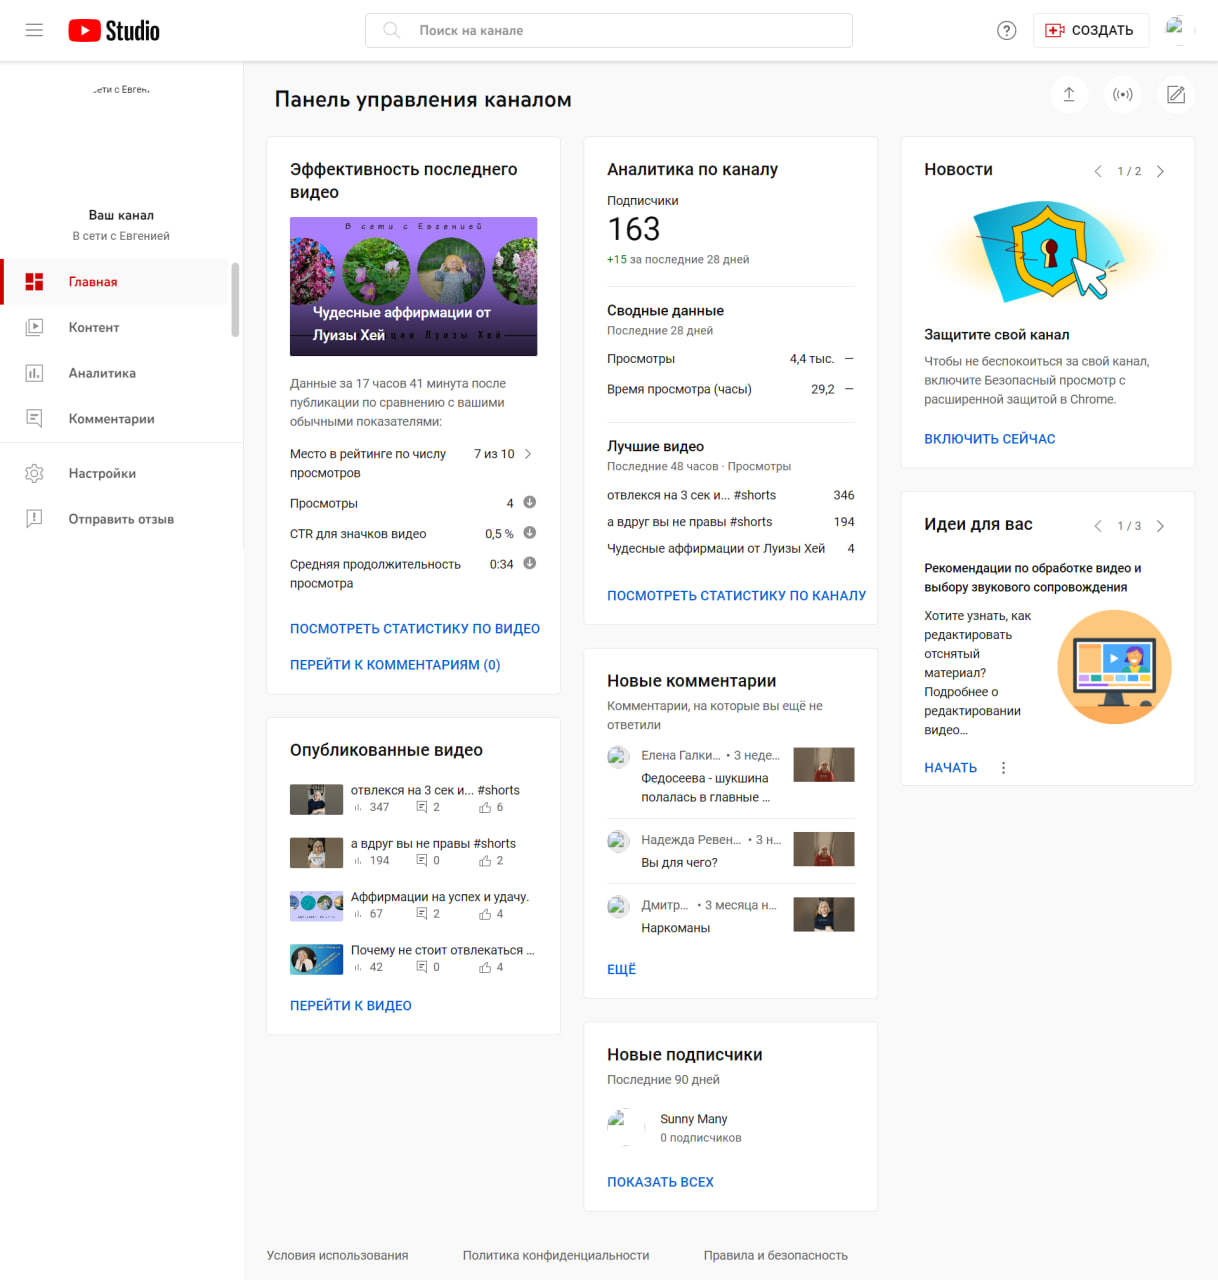 Studio
Поиск на канале
СОЗДАТЬ
сети с Евгени
Ваш канал
В сети с Евгенией
Главная
Контент
Аналитика
Комментарии
Настройки
Отправить отзыв
Панель управления каналом
Эффективность последнего
видео
В сети с Евгенией
Чудесные аффирмации от
Луизы Хей
ции Луизы Хей
Данные за 17 часов 41 минута после
публикации по сравнению с вашими
обычными показателями:
Место в рейтинге по числу
просмотров
7 из 10
Просмотры 4
CTR для значков видео 0,5 %
Средняя продолжительность
просмотра
0:34
ПОСМОТРЕТЬ СТАТИСТИКУ ПО ВИДЕО
ПЕРЕЙТИ К КОММЕНТАРИЯМ (0)
Опубликованные видео
отвлекся на 3 сек и... #shorts
347 2 6
а вдруг вы не правы #shorts
194 0 2
Аффирмации на успех и удачу.
67 2 4
Почему не стоит отвлекаться ...
42 0 4
ПЕРЕЙТИ К ВИДЕО
Аналитика по каналу
Подписчики
163
+15 за последние 28 дней
Сводные данные
Последние 28 дней
Просмотры 4,4 тыс. —
Время просмотра (часы) 29,2 —
Лучшие видео
Последние 48 часов · Просмотры
отвлекся на 3 сек и... #shorts 346
а вдруг вы не правы #shorts 194
Чудесные аффирмации от Луизы Хей 4
ПОСМОТРЕТЬ СТАТИСТИКУ ПО КАНАЛУ
Новые комментарии
Комментарии, на которые вы ещё не
ответили
Елена Галки... • 3 неде...
Федосеева - шукшина
полалась в главные ...
Надежда Ревен... • 3 н...
Вы для чего?
Дмитр... • 3 месяца н...
Наркоманы
ЕЩЁ
Новые подписчики
Последние 90 дней
Sunny Many
0 подписчиков
ПОКАЗАТЬ ВСЕХ
Новости
1 / 2
Защитите свой канал
Чтобы не беспокоиться за свой канал,
включите Безопасный просмотр с
расширенной защитой в Chrome.
ВКЛЮЧИТЬ СЕЙЧАС
Идеи для вас
1 / 3
Рекомендации по обработке видео и
выбору звукового сопровождения
Хотите узнать, как
редактировать
отснятый
материал?
Подробнее о
редактировании
видео...
НАЧАТЬ
Условия использования
Политика конфиденциальности
Правила и безопасность